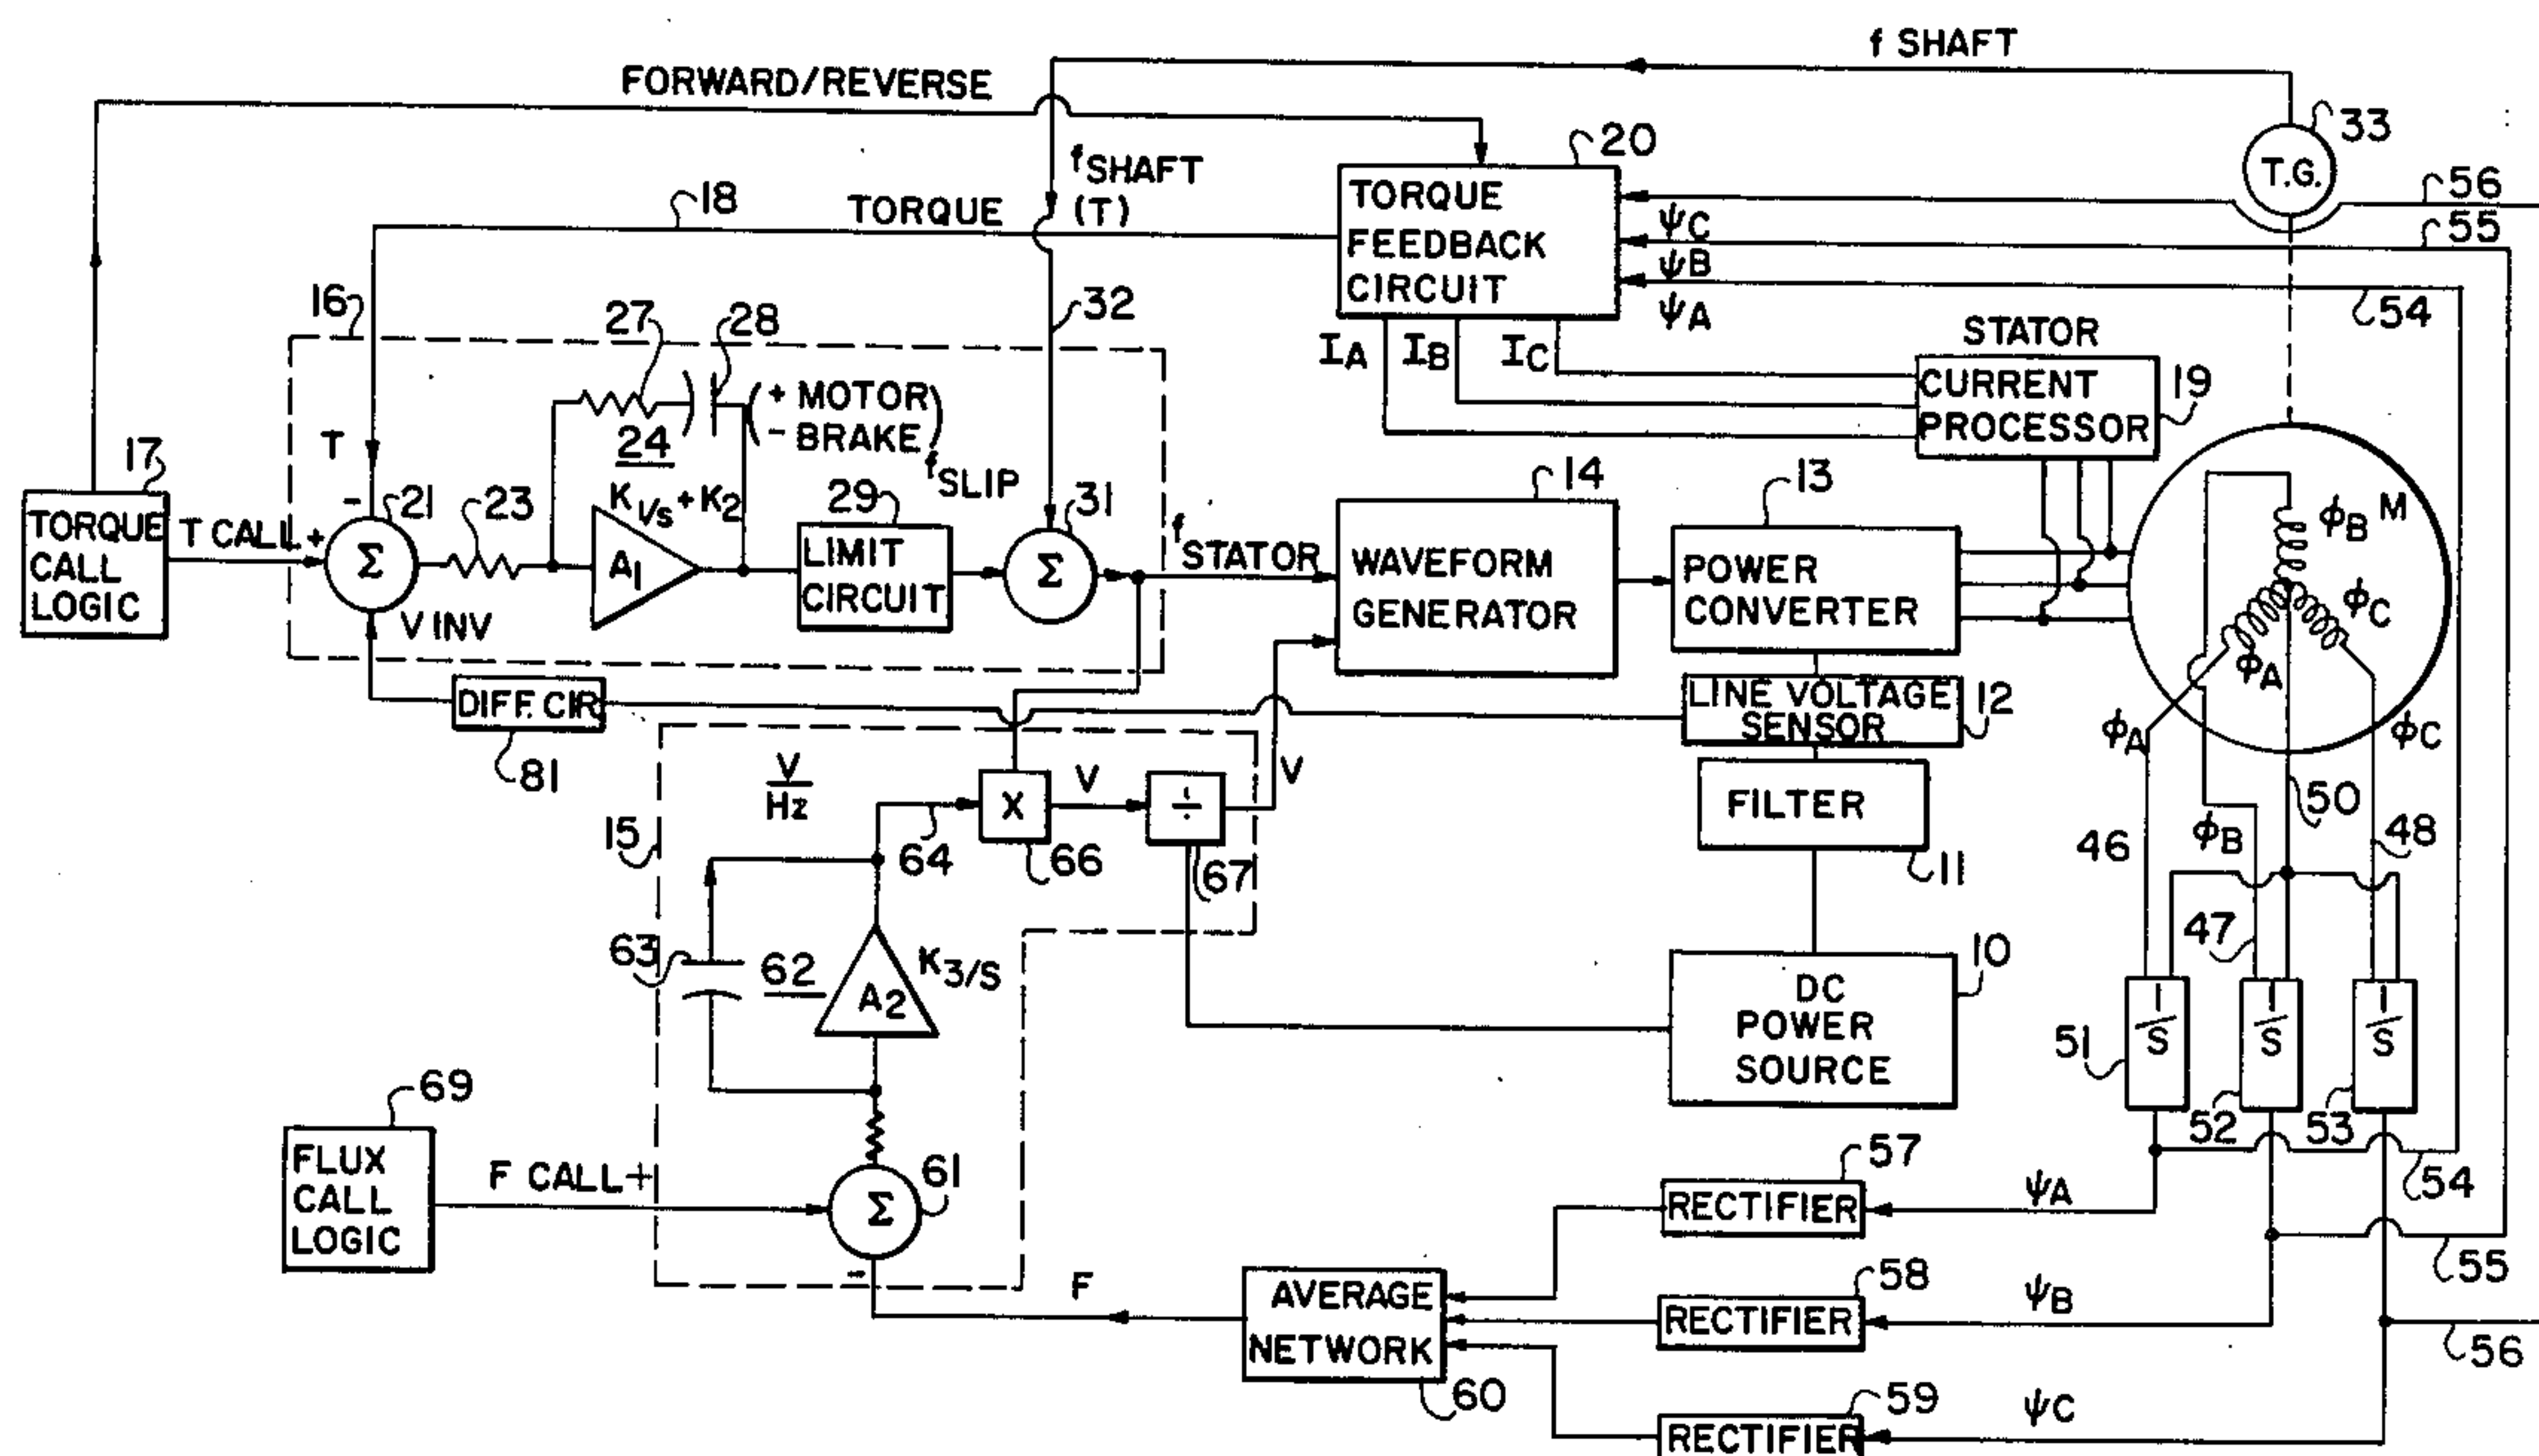 f SHAFT
FORWARD/REVERSE
33
T.G.
20
fSHAFT
(T)
TORQUE
18
TORQUE
FEEDBACK
CIRCUIT
56
ψC
55
ψB
ψA
54
16
27
28
32
(+ MOTOR)
(- BRAKE)
IA
IB
IC
STATOR
CURRENT
PROCESSOR
19
T
24
fSLIP
17
-
21
23
K1/S + K2
29
31
14
13
TORQUE
CALL
LOGIC
T CALL +
Σ
A1
LIMIT
CIRCUIT
Σ
fSTATOR
WAVEFORM
GENERATOR
POWER
CONVERTER
ϕB
M
ϕC
ϕA
V INV
DIFF. CIR
81
LINE VOLTAGE
SENSOR
12
ϕA
ϕC
V
Hz
V
V
X
÷
FILTER
11
50
15
64
66
67
46
ϕB
48
47
63
62
A2
K3/S
DC
POWER
SOURCE
10
51
1/S
1/S
1/S
52
53
69
FLUX
CALL
LOGIC
F CALL +
Σ
61
57
RECTIFIER
ψA
54
-
F
AVERAGE
NETWORK
60
58
RECTIFIER
ψB
55
56
59
RECTIFIER
ψC